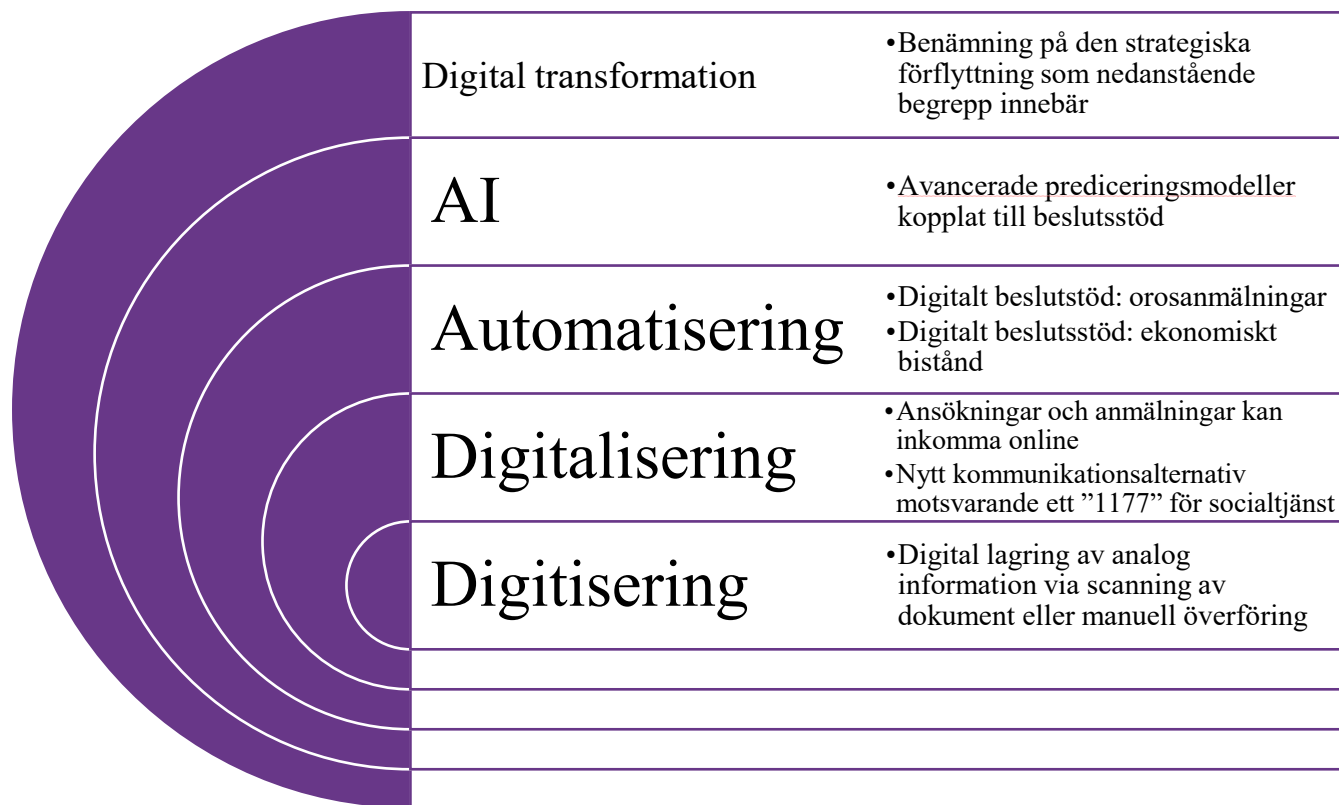 Digital transformation
•Benämning på den strategiska
förflyttning som nedanstående
begrepp innebär
AI
•Avancerade prediceringsmodeller
kopplat till beslutsstöd
Automatisering
•Digitalt beslutstöd: orosanmälningar
•Digitalt beslutsstöd: ekonomiskt
bistånd
Digitalisering
•Ansökningar och anmälningar kan
inkomma online
•Nytt kommunikationsalternativ
motsvarande ett ”1177” för socialtjänst
Digitisering
•Digital lagring av analog
information via scanning av
dokument eller manuell överföring